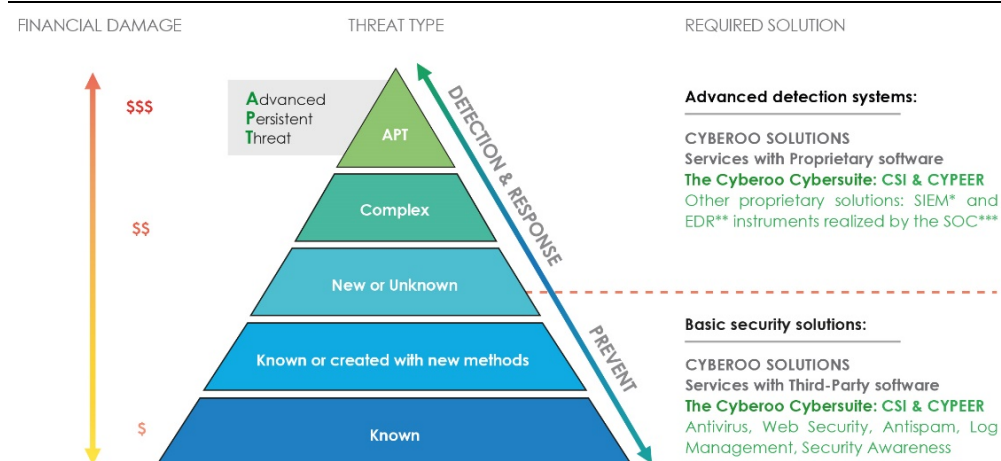 FINANCIAL DAMAGE
THREAT TYPE
REQUIRED SOLUTION
$$$
$$
$
Advanced
Persistent
Threat
APT
Complex
New or Unknown
Known or created with new methods
Known
DETECTION & RESPONSE
PREVENT
Advanced detection systems:
CYBEROO SOLUTIONS
Services with Proprietary software
The Cyberoo Cybersuite: CSI & CYPEER
Other proprietary solutions: SIEM* and
EDR** instruments realized by the SOC***
Basic security solutions:
CYBEROO SOLUTIONS
Services with Third-Party software
The Cyberoo Cybersuite: CSI & CYPEER
Antivirus, Web Security, Antispam, Log
Management, Security Awareness